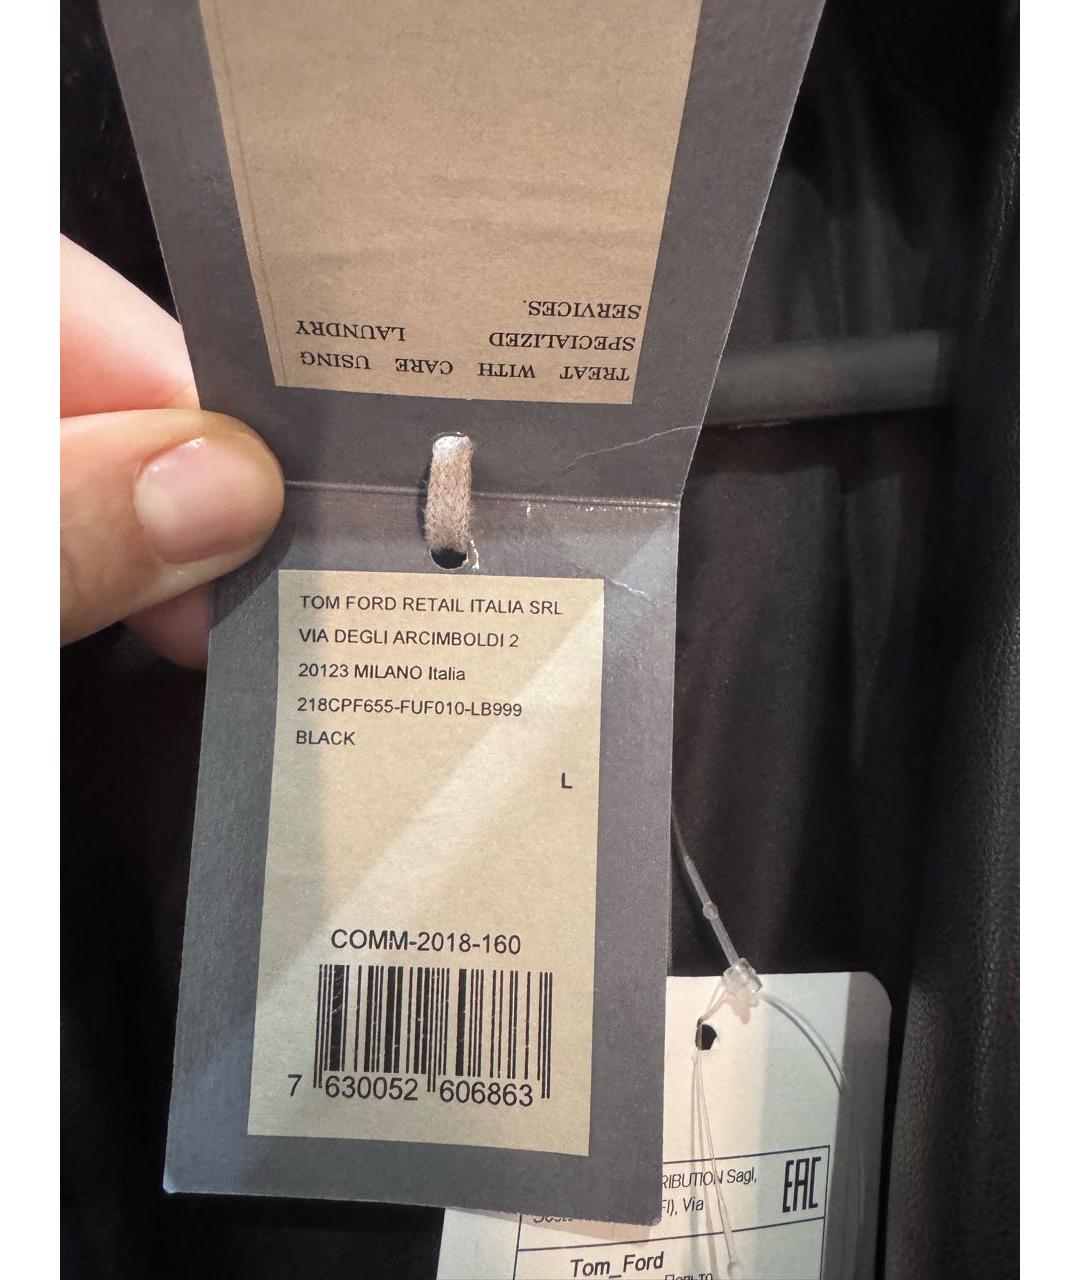 TREAT WITH CARE USING
SPECIALIZED LAUNDRY
SERVICES.
TOM FORD RETAIL ITALIA SRL
VIA DEGLI ARCIMBOLDI 2
20123 MILANO Italia
218CPF655-FUF010-LB999
BLACK
L
COMM-2018-160
7 630052 606863
RIBUTION Sagl,
FI), Via
EAC
Tom_Ford